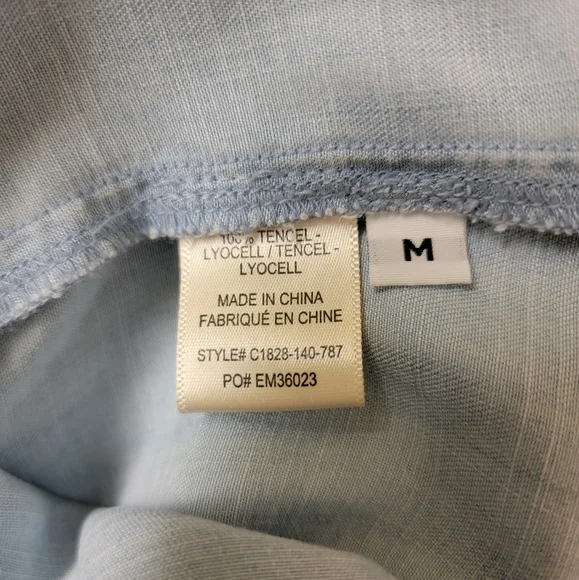 100% TENCEL -
LYOCELL / TENCEL -
LYOCELL
MADE IN CHINA
FABRIQUÉ EN CHINE
STYLE# C1828-140-787
PO# EM36023
M